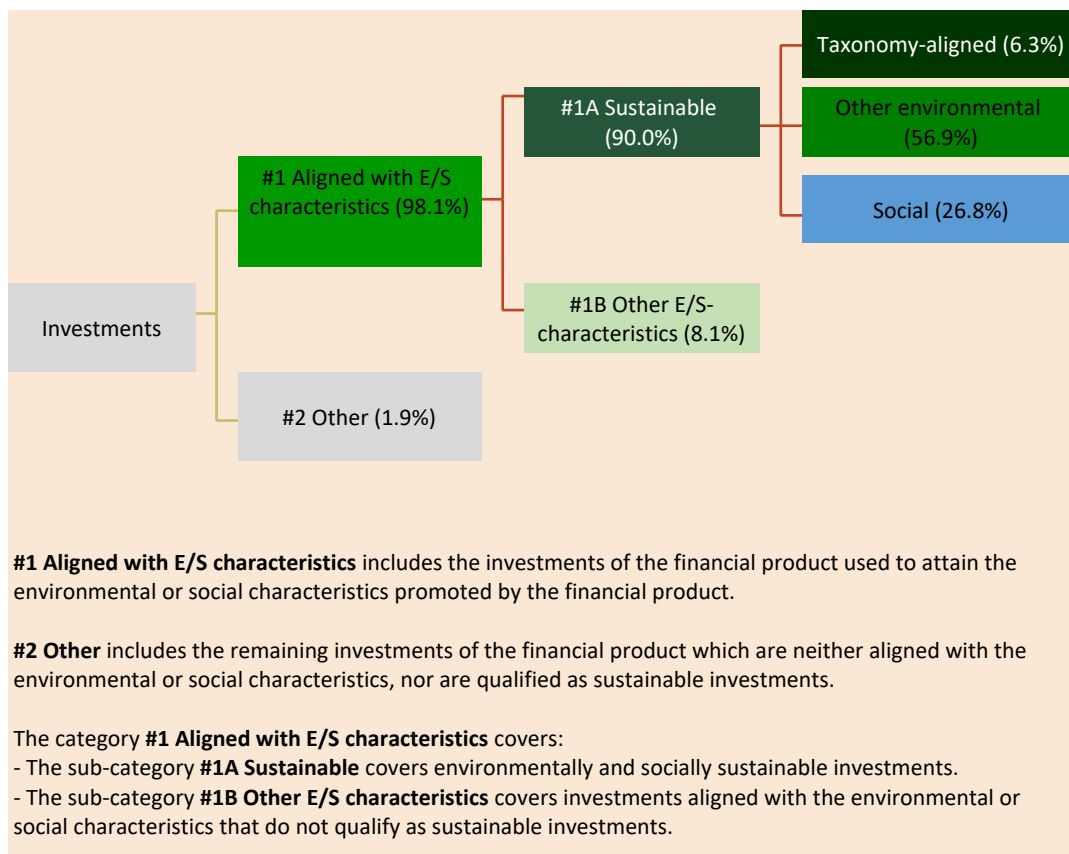 Taxonomy-aligned (6.3%)
#1A Sustainable
(90.0%)
Other environmental
(56.9%)
#1 Aligned with E/S
characteristics (98.1%)
Social (26.8%)
Investments
#1B Other E/S-
characteristics (8.1%)
#2 Other (1.9%)
#1 Aligned with E/S characteristics includes the investments of the financial product used to attain the
environmental or social characteristics promoted by the financial product.
#2 Other includes the remaining investments of the financial product which are neither aligned with the
environmental or social characteristics, nor are qualified as sustainable investments.
The category #1 Aligned with E/S characteristics covers:
- The sub-category #1A Sustainable covers environmentally and socially sustainable investments.
- The sub-category #1B Other E/S characteristics covers investments aligned with the environmental or
social characteristics that do not qualify as sustainable investments.